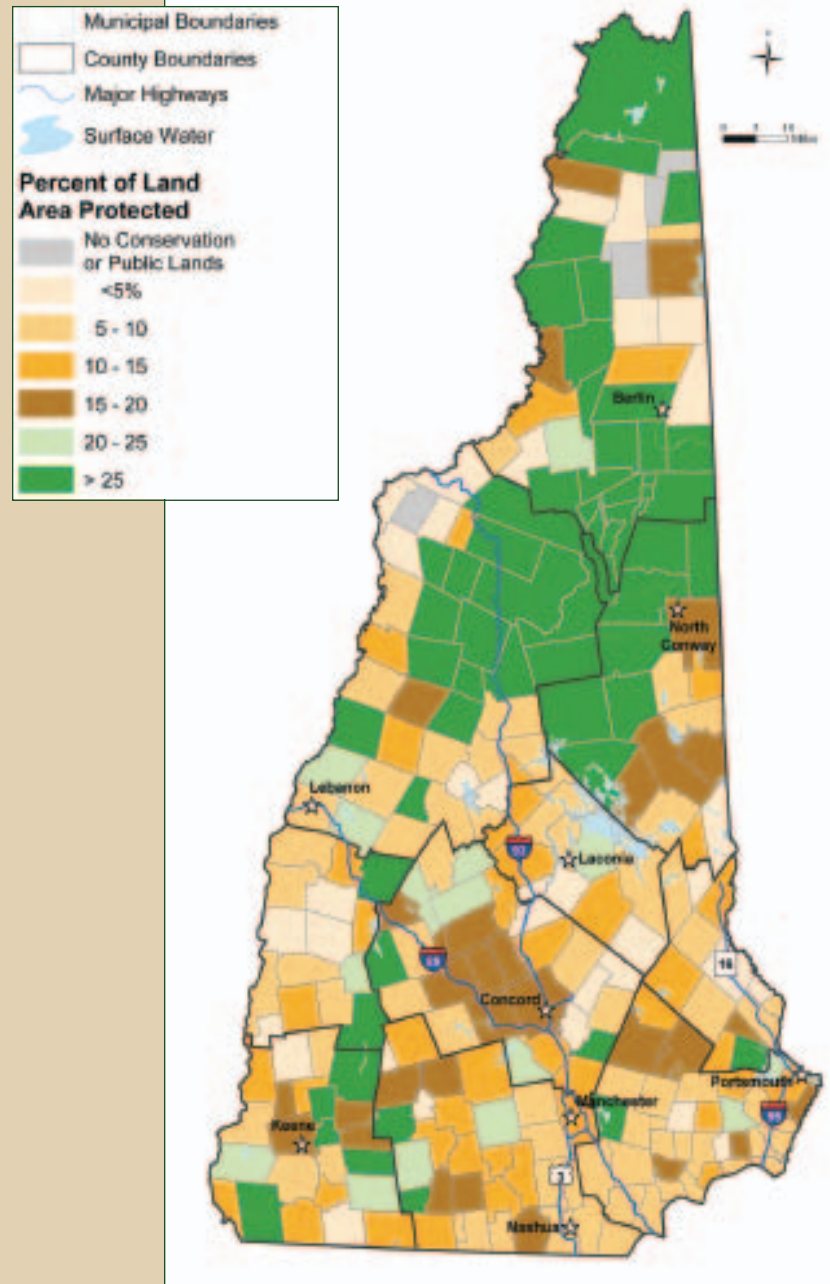 Municipal Boundaries
County Boundaries
Major Highways
Surface Water
Percent of Land
Area Protected
No Conservation
or Public Lands
<5%
5 - 10
10 - 15
15 - 20
20 - 25
> 25
Berlin
North
Conway
Lebanon
93
Laconia
89
16
Concord
Portsmouth
Manchester
95
Keene
3
Nashua